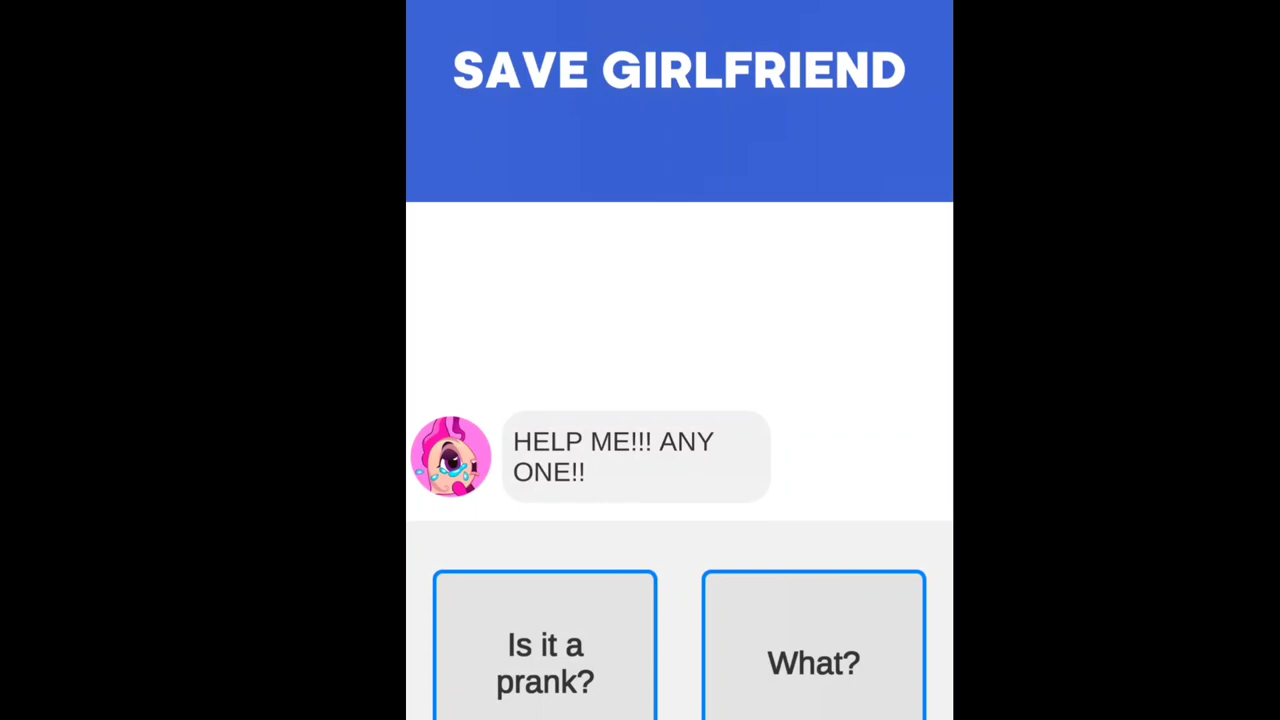 SAVE GIRLFRIEND
HELP ME!!! ANY
ONE!!
Is it a
prank?
What?